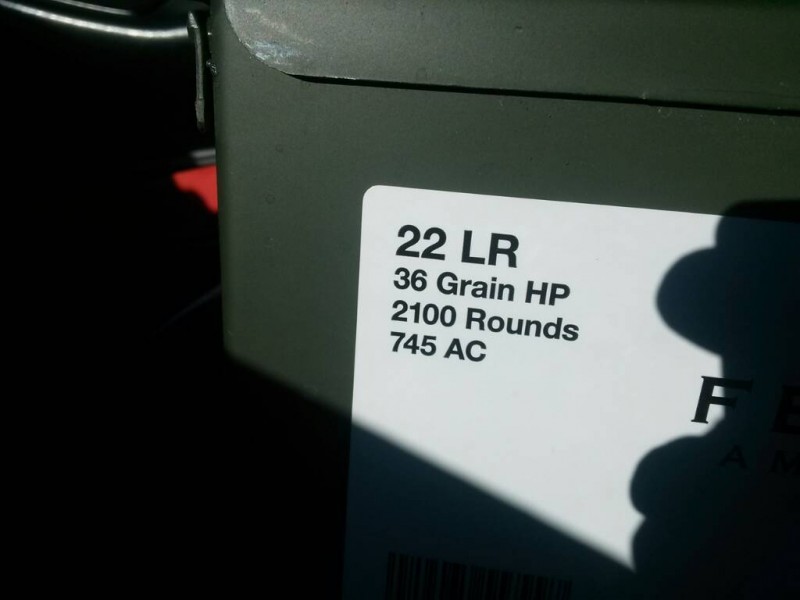 22 LR
36 Grain HP
2100 Rounds
745 AC
F E
A M